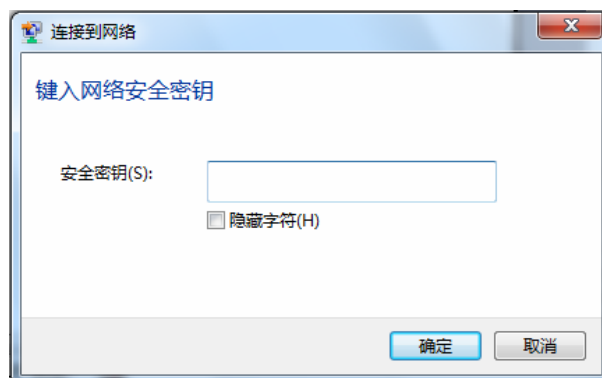 连接到网络
键入网络安全密钥
安全密钥(S):
隐藏字符(H)
确定
取消